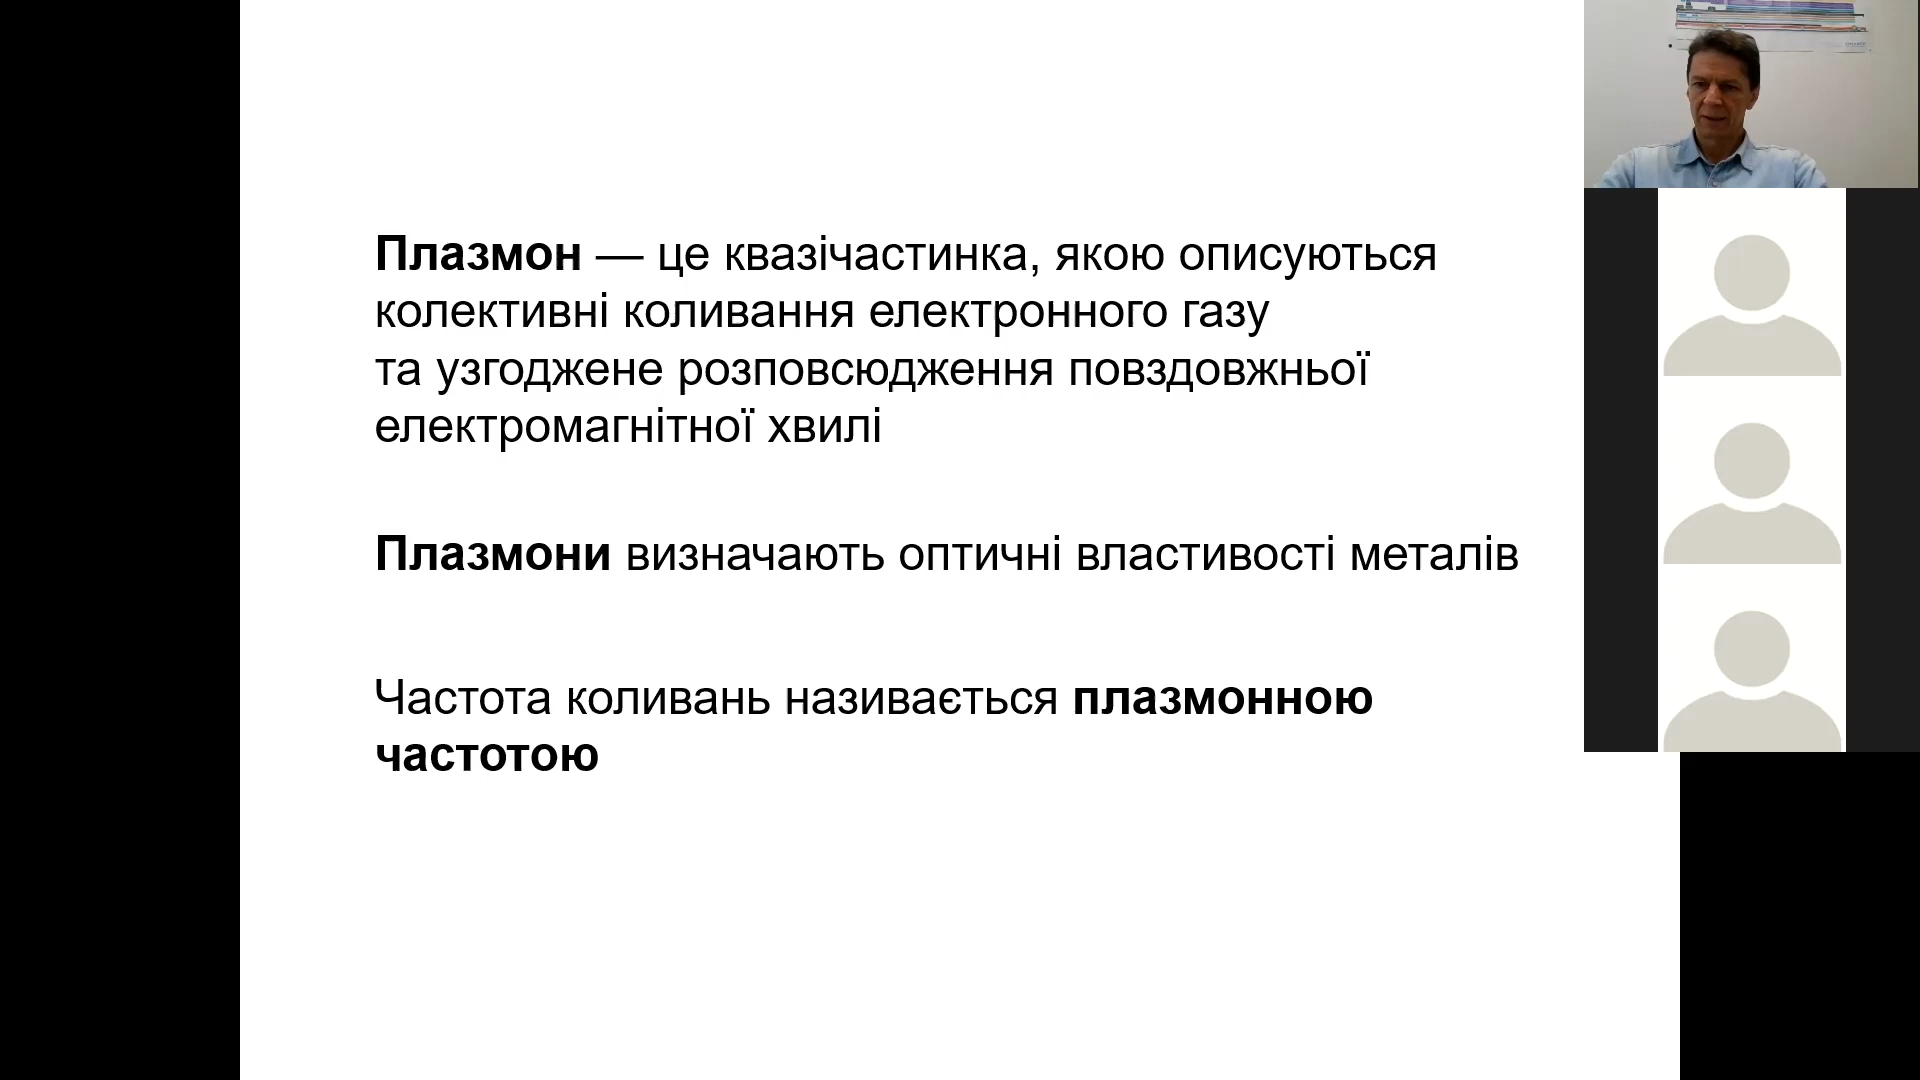 Плазмон — це квазічастинка, якою описуються
колективні коливання електронного газу
та узгоджене розповсюдження повздовжньої
електромагнітної хвилі
Плазмони визначають оптичні властивості металів
Частота коливань називається плазмонною
частотою